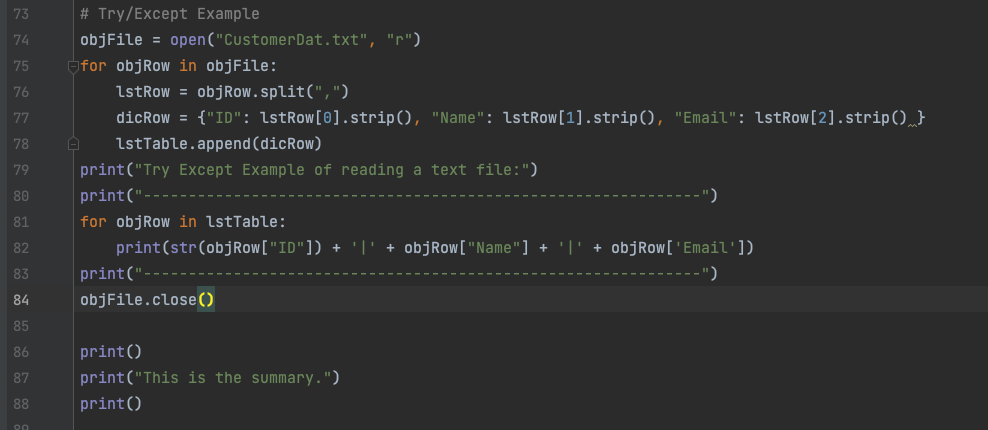 73 # Try/Except Example
74 objFile = open("CustomerDat.txt", "r")
75 for objRow in objFile:
76     lstRow = objRow.split(",")
77     dicRow = {"ID": lstRow[0].strip(), "Name": lstRow[1].strip(), "Email": lstRow[2].strip() }
78     lstTable.append(dicRow)
79 print("Try Except Example of reading a text file:")
80 print("--------------------------------------------------------------")
81 for objRow in lstTable:
82     print(str(objRow["ID"]) + '|' + objRow["Name"] + '|' + objRow['Email'])
83 print("--------------------------------------------------------------")
84 objFile.close()
85
86 print()
87 print("This is the summary.")
88 print()
89